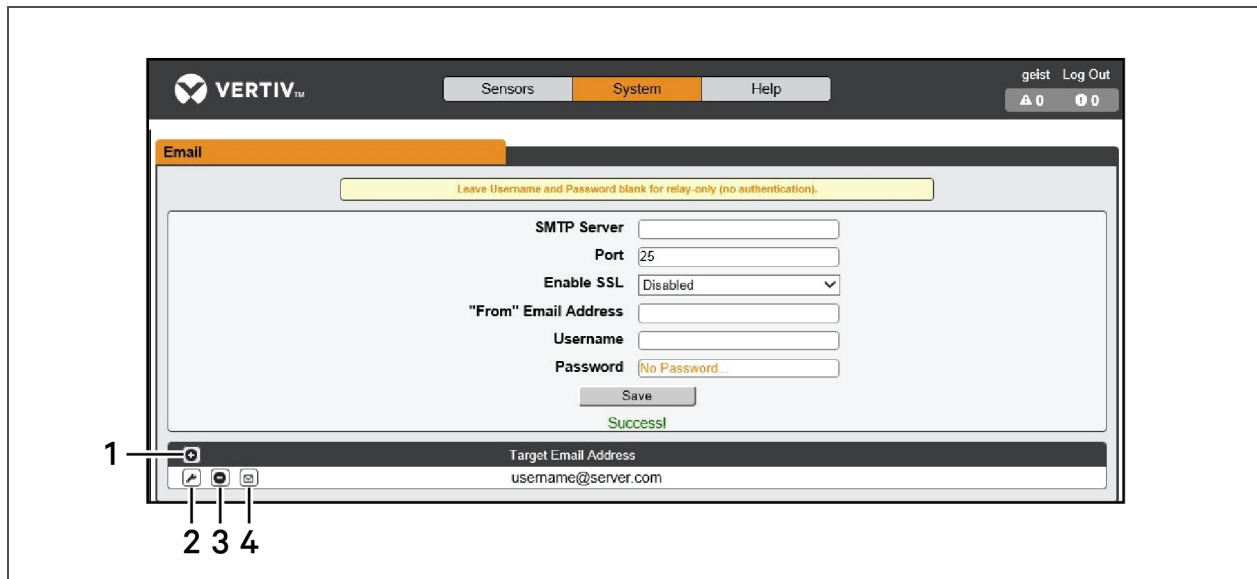 VERTIV™
Sensors System Help
geist Log Out
0 0
Email
Leave Username and Password blank for relay-only (no authentication).
SMTP Server
Port 25
Enable SSL Disabled
"From" Email Address
Username
Password No Password...
Save
Success!
1
Target Email Address
username@server.com
2 3 4